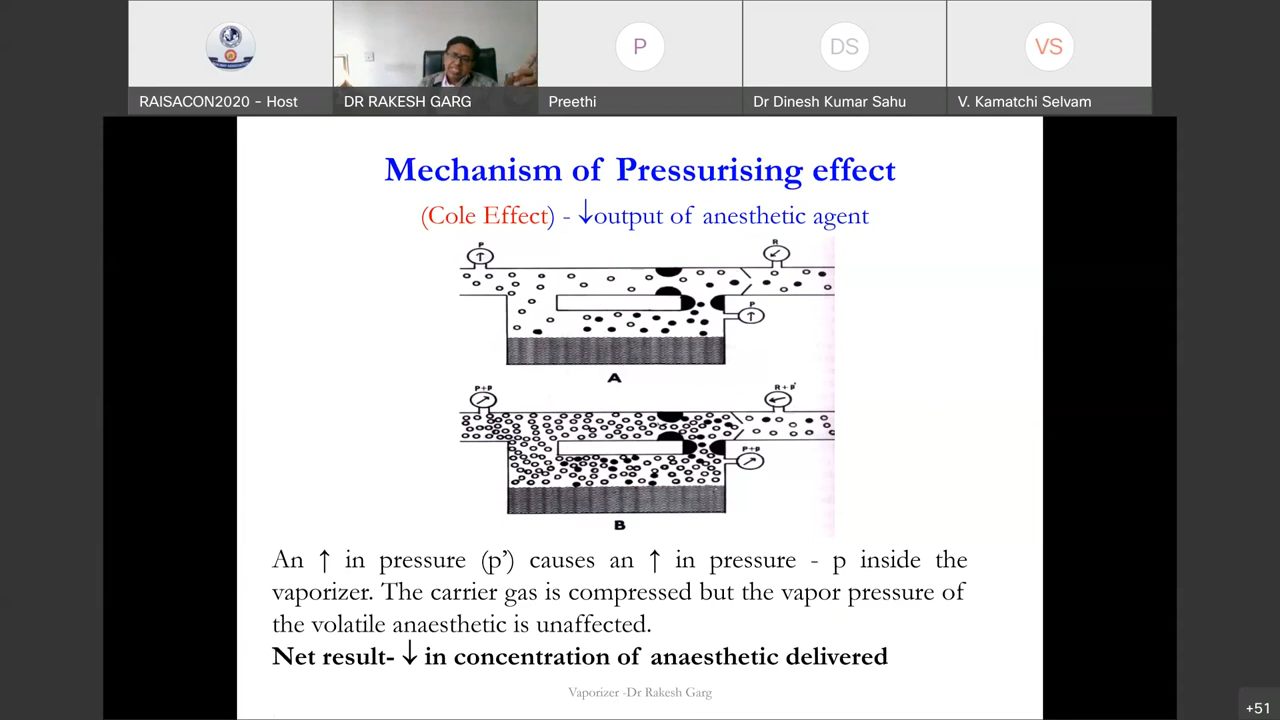 P
DS
VS
RAISACON2020 - Host
DR RAKESH GARG
Preethi
Dr Dinesh Kumar Sahu
V. Kamatchi Selvam
Mechanism of Pressurising effect
(Cole Effect) - ↓output of anesthetic agent
P
R
P
A
P+p
R+p'
P+p
B
An ↑ in pressure (p’) causes an ↑ in pressure - p inside the
vaporizer. The carrier gas is compressed but the vapor pressure of
the volatile anaesthetic is unaffected.
Net result- ↓ in concentration of anaesthetic delivered
Vaporizer -Dr Rakesh Garg
+51